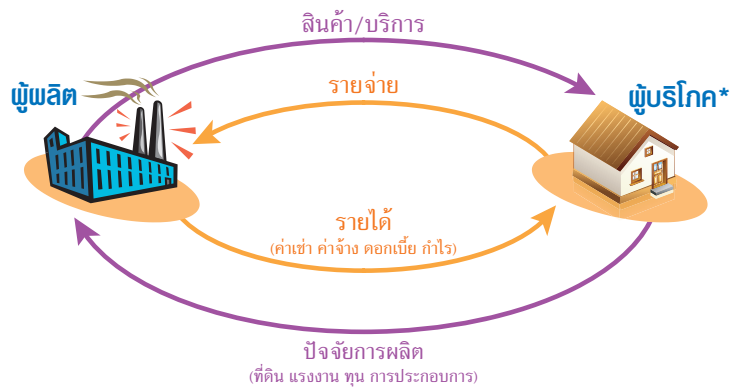 สินค้า/บริการ
ผู้ผลิต
รายจ่าย
ผู้บริโภค*
รายได้
(ค่าเช่า ค่าจ้าง ดอกเบี้ย กำไร)
ปัจจัยการผลิต
(ที่ดิน แรงงาน ทุน การประกอบการ)